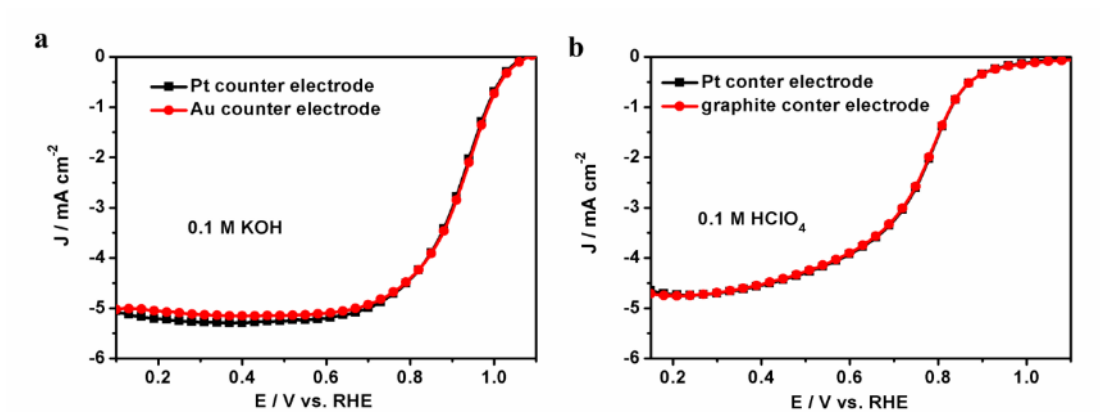 a
0
-1
-2
-3
-4
-5
-6
J / mA cm⁻²
Pt counter electrode
Au counter electrode
0.1 M KOH
0.2 0.4 0.6 0.8 1.0
E / V vs. RHE
b
0
-1
-2
-3
-4
-5
-6
J / mA cm⁻²
Pt conter electrode
graphite conter electrode
0.1 M HClO₄
0.2 0.4 0.6 0.8 1.0
E / V vs. RHE